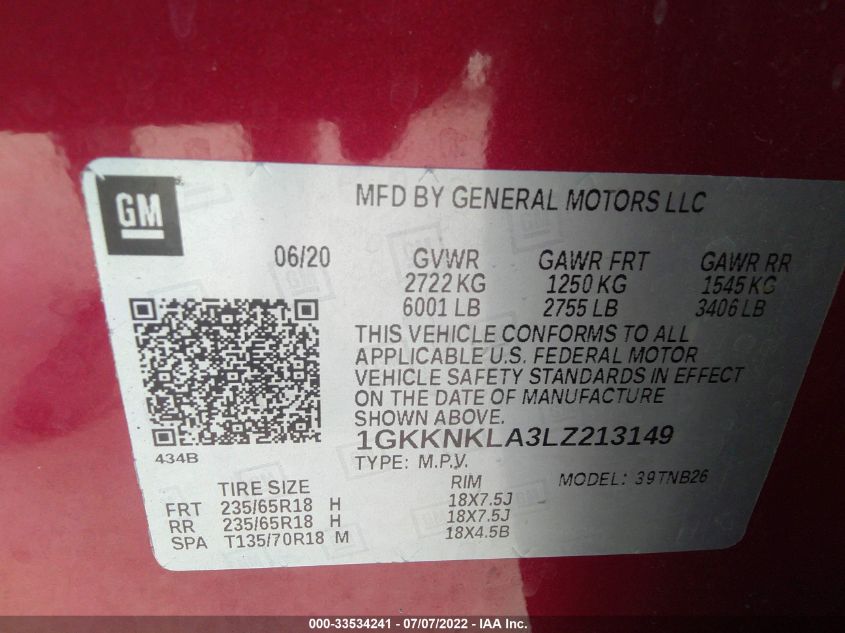 GM
MFD BY GENERAL MOTORS LLC
06/20 GVWR GAWR FRT GAWR RR
2722 KG 1250 KG 1545 KG
6001 LB 2755 LB 3406 LB
THIS VEHICLE CONFORMS TO ALL
APPLICABLE U.S. FEDERAL MOTOR
VEHICLE SAFETY STANDARDS IN EFFECT
ON THE DATE OF MANUFACTURE
SHOWN ABOVE.
434B
1GKKNKLA3LZ213149
TYPE: M.P.V.
MODEL: 39TNB26
TIRE SIZE RIM
FRT 235/65R18 H 18X7.5J
RR 235/65R18 H 18X7.5J
SPA T135/70R18 M 18X4.5B
000-33534241 - 07/07/2022 - IAA Inc.